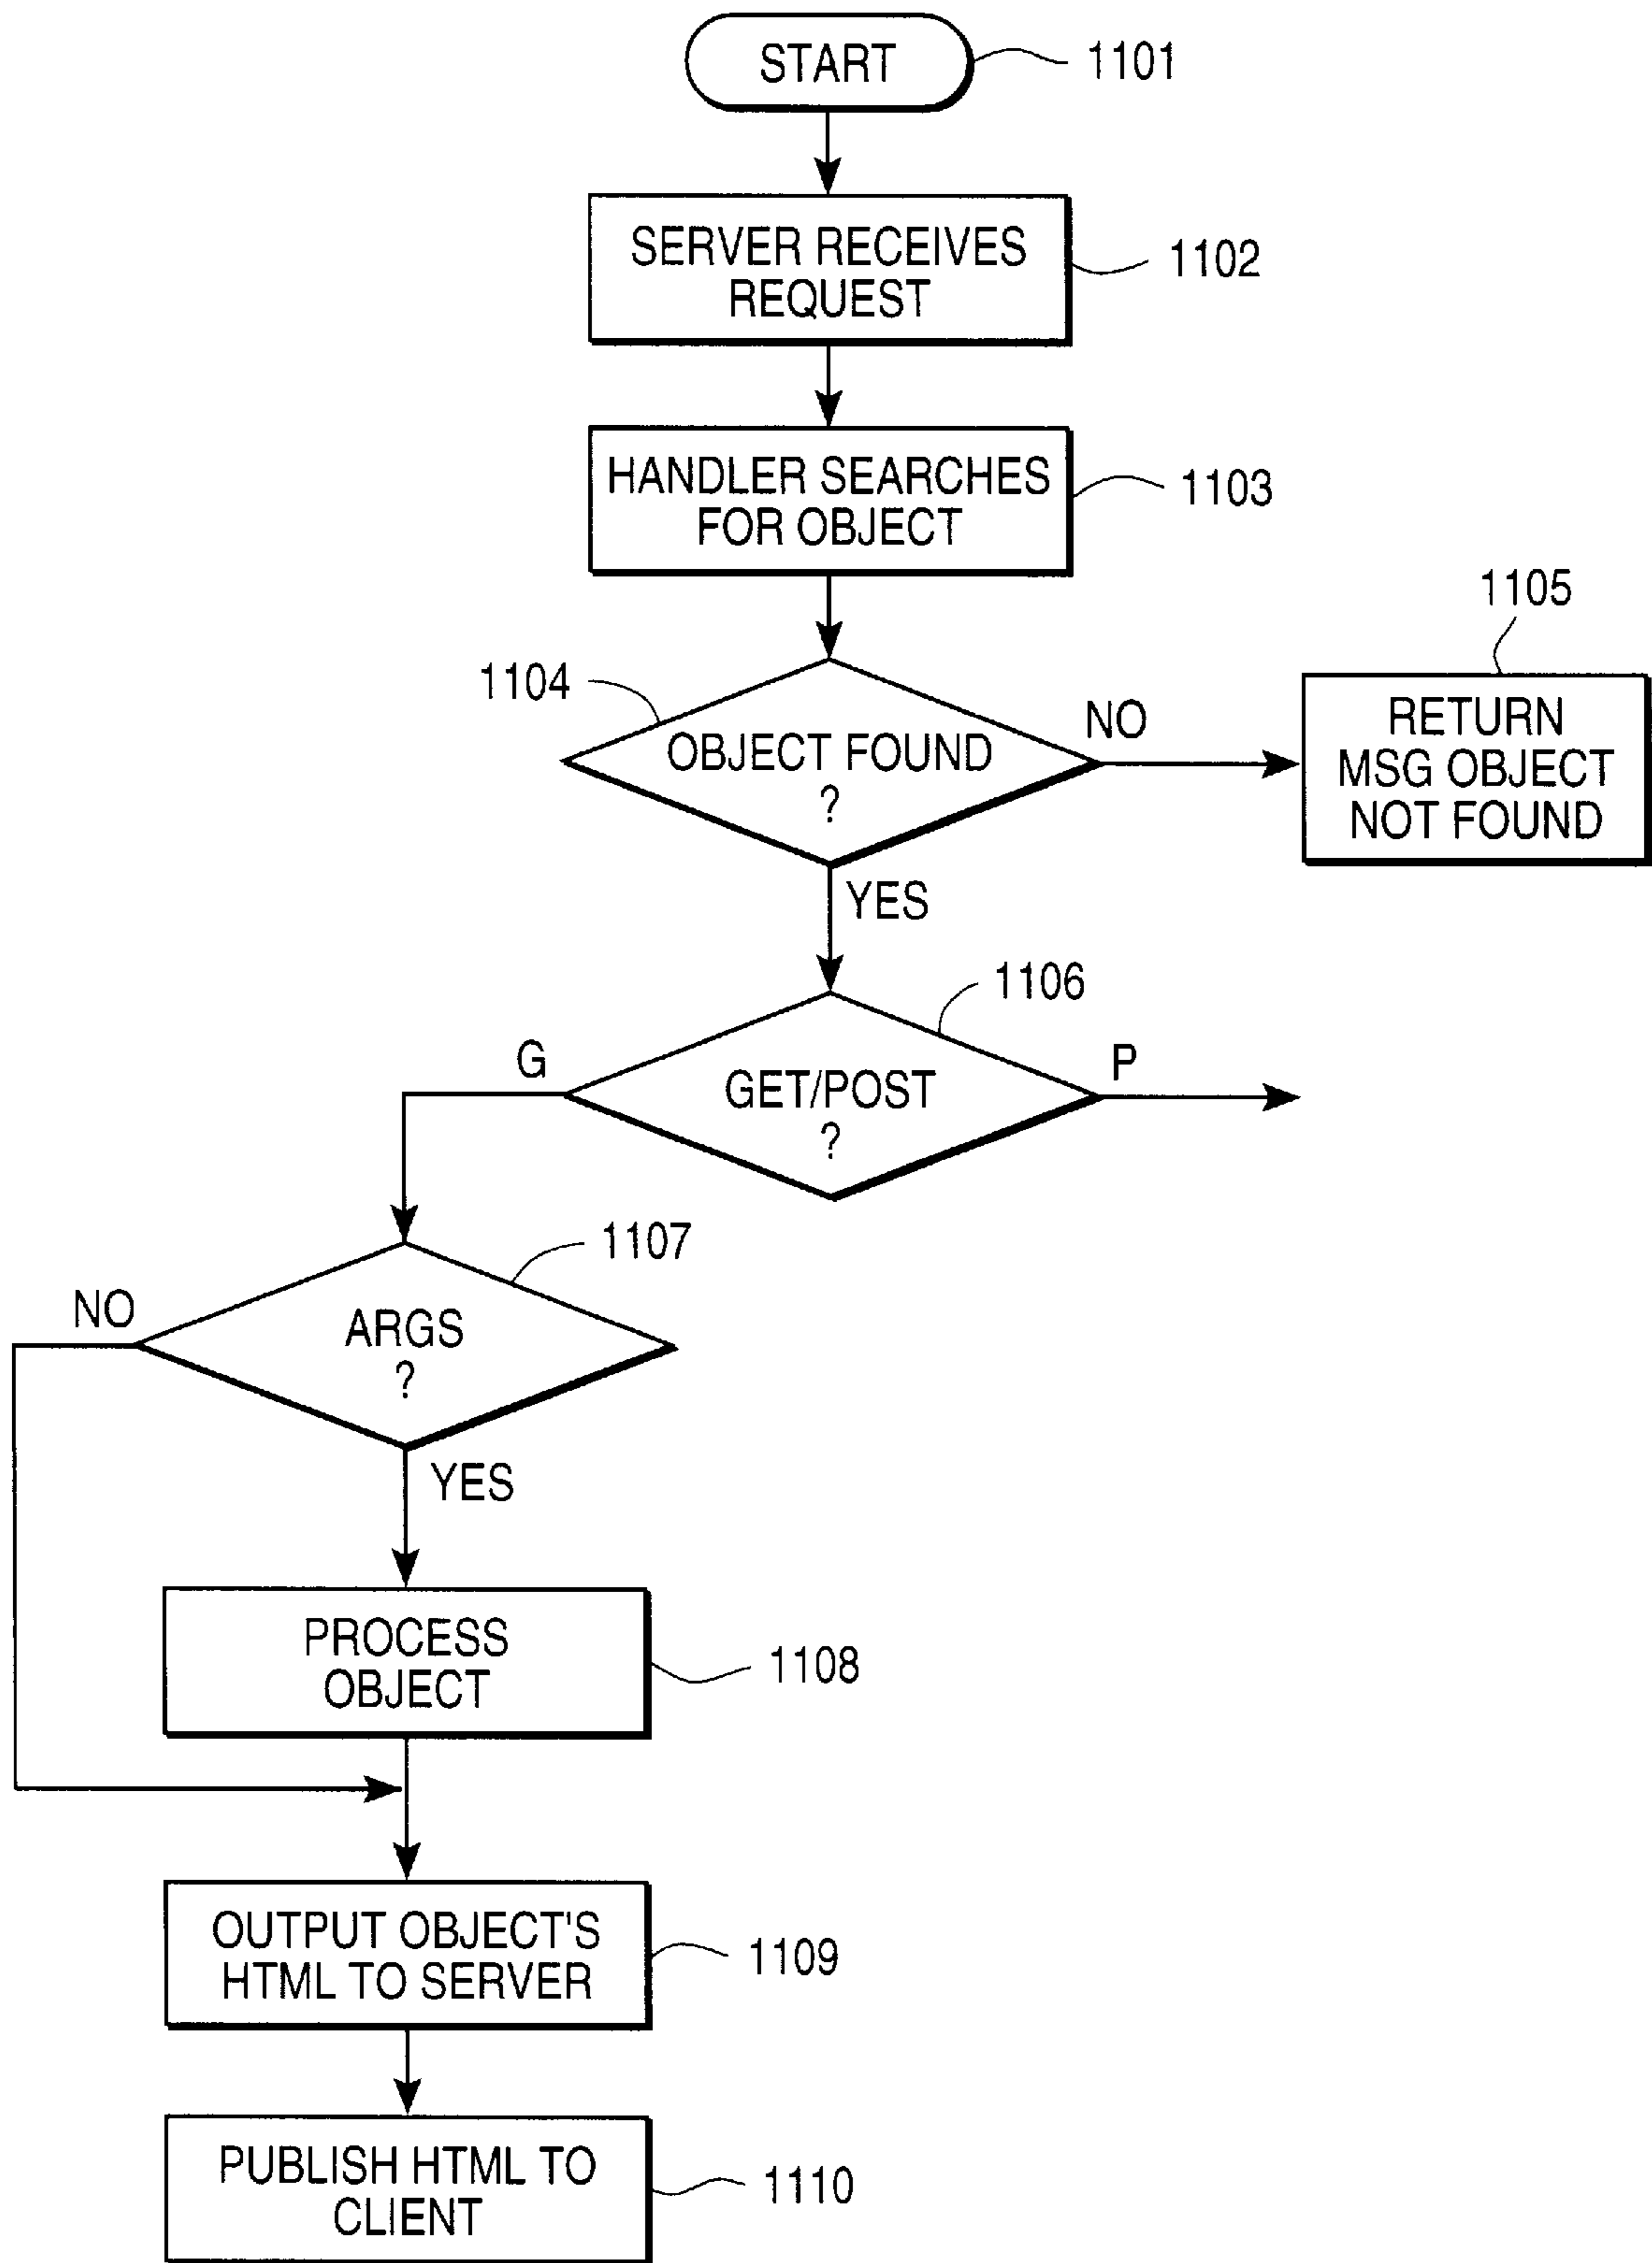 START
1101
SERVER RECEIVES
REQUEST
1102
HANDLER SEARCHES
FOR OBJECT
1103
1104
OBJECT FOUND
?
NO
1105
RETURN
MSG OBJECT
NOT FOUND
YES
1106
G
GET/POST
?
P
1107
NO
ARGS
?
YES
PROCESS
OBJECT
1108
OUTPUT OBJECT'S
HTML TO SERVER
1109
PUBLISH HTML TO
CLIENT
1110